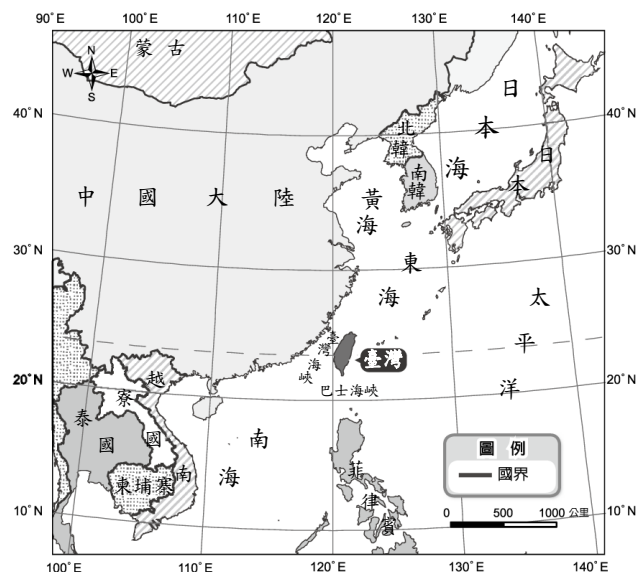 90°E 100°E 110°E 120°E 130°E 140°E
N
W E
S
蒙古
日本海
40°N 40°N
北韓
南韓
日本
中國大陸
黃海
30°N 30°N
東海
太平洋
臺灣海峽
臺灣
20°N 20°N
巴士海峽
越南
寮國
泰國
柬埔寨
南海
菲律賓
圖 例
國界
0 500 1000 公里
10°N 10°N
100°E 110°E 120°E 130°E 140°E